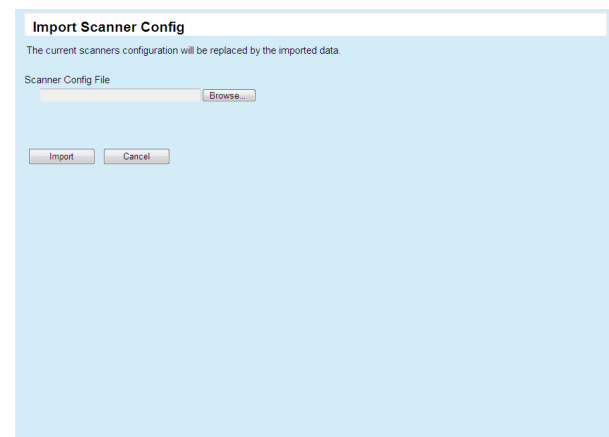 Import Scanner Config
The current scanners configuration will be replaced by the imported data.
Scanner Config File
Browse...
Import Cancel